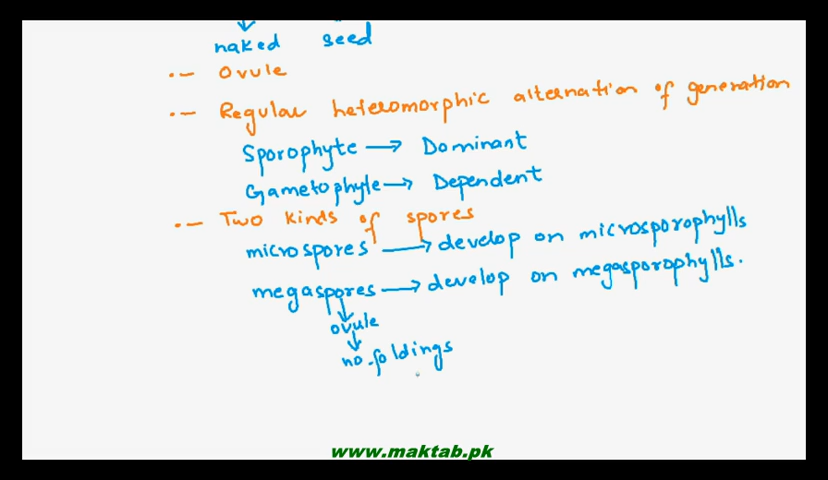 naked seed
·— Ovule
·— Regular heteromorphic alternation of generation
Sporophyte → Dominant
Gametophyte → Dependent
·— Two kinds of spores
microspores → develop on microsporophylls
megaspores → develop on megasporophylls.
↓
ovule
↓
no foldings
www.maktab.pk